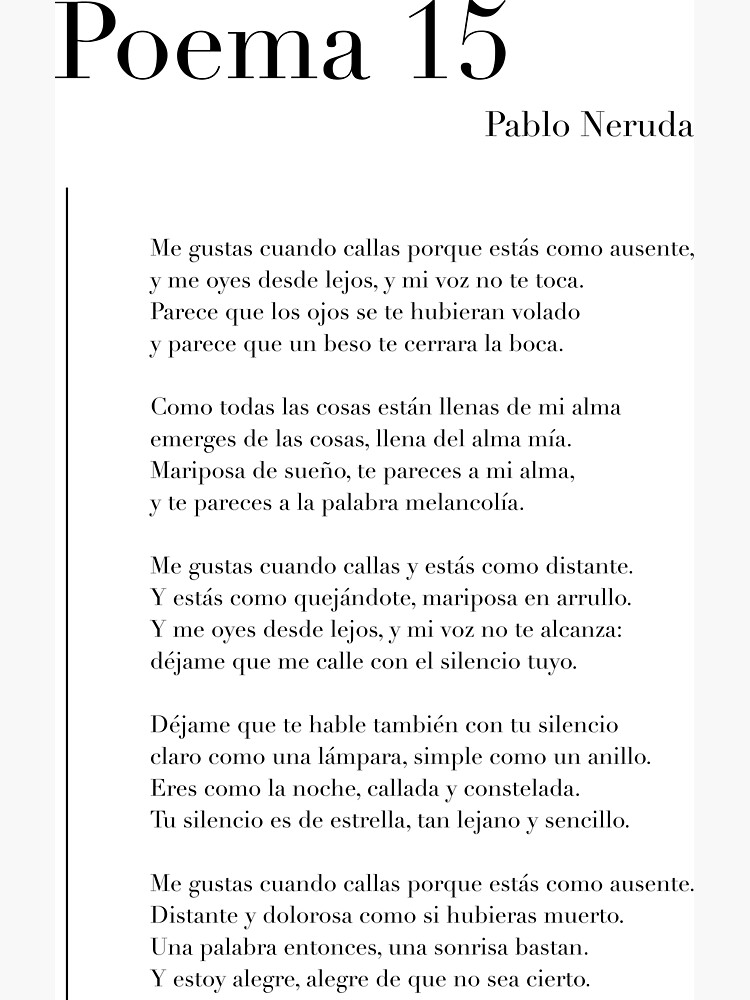 Poema 15
Pablo Neruda
Me gustas cuando callas porque estás como ausente,
y me oyes desde lejos, y mi voz no te toca.
Parece que los ojos se te hubieran volado
y parece que un beso te cerrara la boca.
Como todas las cosas están llenas de mi alma
emerges de las cosas, llena del alma mía.
Mariposa de sueño, te pareces a mi alma,
y te pareces a la palabra melancolía.
Me gustas cuando callas y estás como distante.
Y estás como quejándote, mariposa en arrullo.
Y me oyes desde lejos, y mi voz no te alcanza:
déjame que me calle con el silencio tuyo.
Déjame que te hable también con tu silencio
claro como una lámpara, simple como un anillo.
Eres como la noche, callada y constelada.
Tu silencio es de estrella, tan lejano y sencillo.
Me gustas cuando callas porque estás como ausente.
Distante y dolorosa como si hubieras muerto.
Una palabra entonces, una sonrisa bastan.
Y estoy alegre, alegre de que no sea cierto.